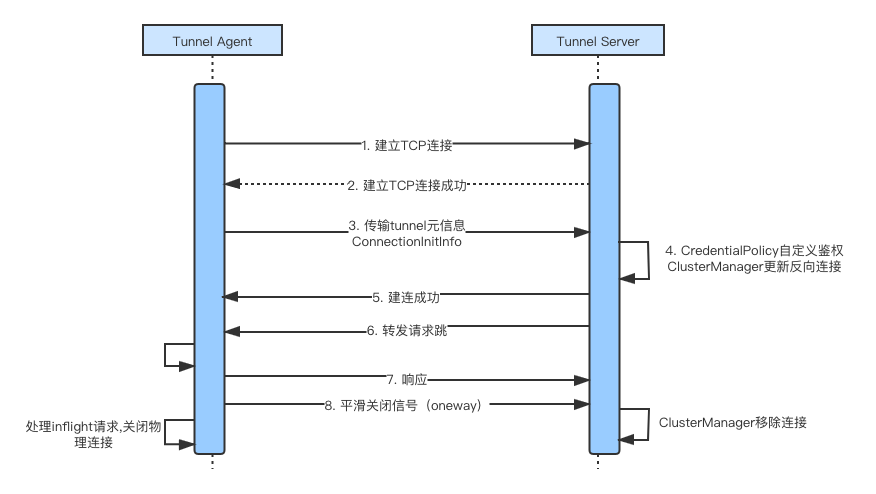 Tunnel Agent
Tunnel Server
1. 建立TCP连接
2. 建立TCP连接成功
3. 传输tunnel元信息
ConnectionInitInfo
4. CredentialPolicy自定义鉴权
ClusterManager更新反向连接
5. 建连成功
6. 转发请求跳
7. 响应
8. 平滑关闭信号（oneway）
处理inflight请求,关闭物
理连接
ClusterManager移除连接